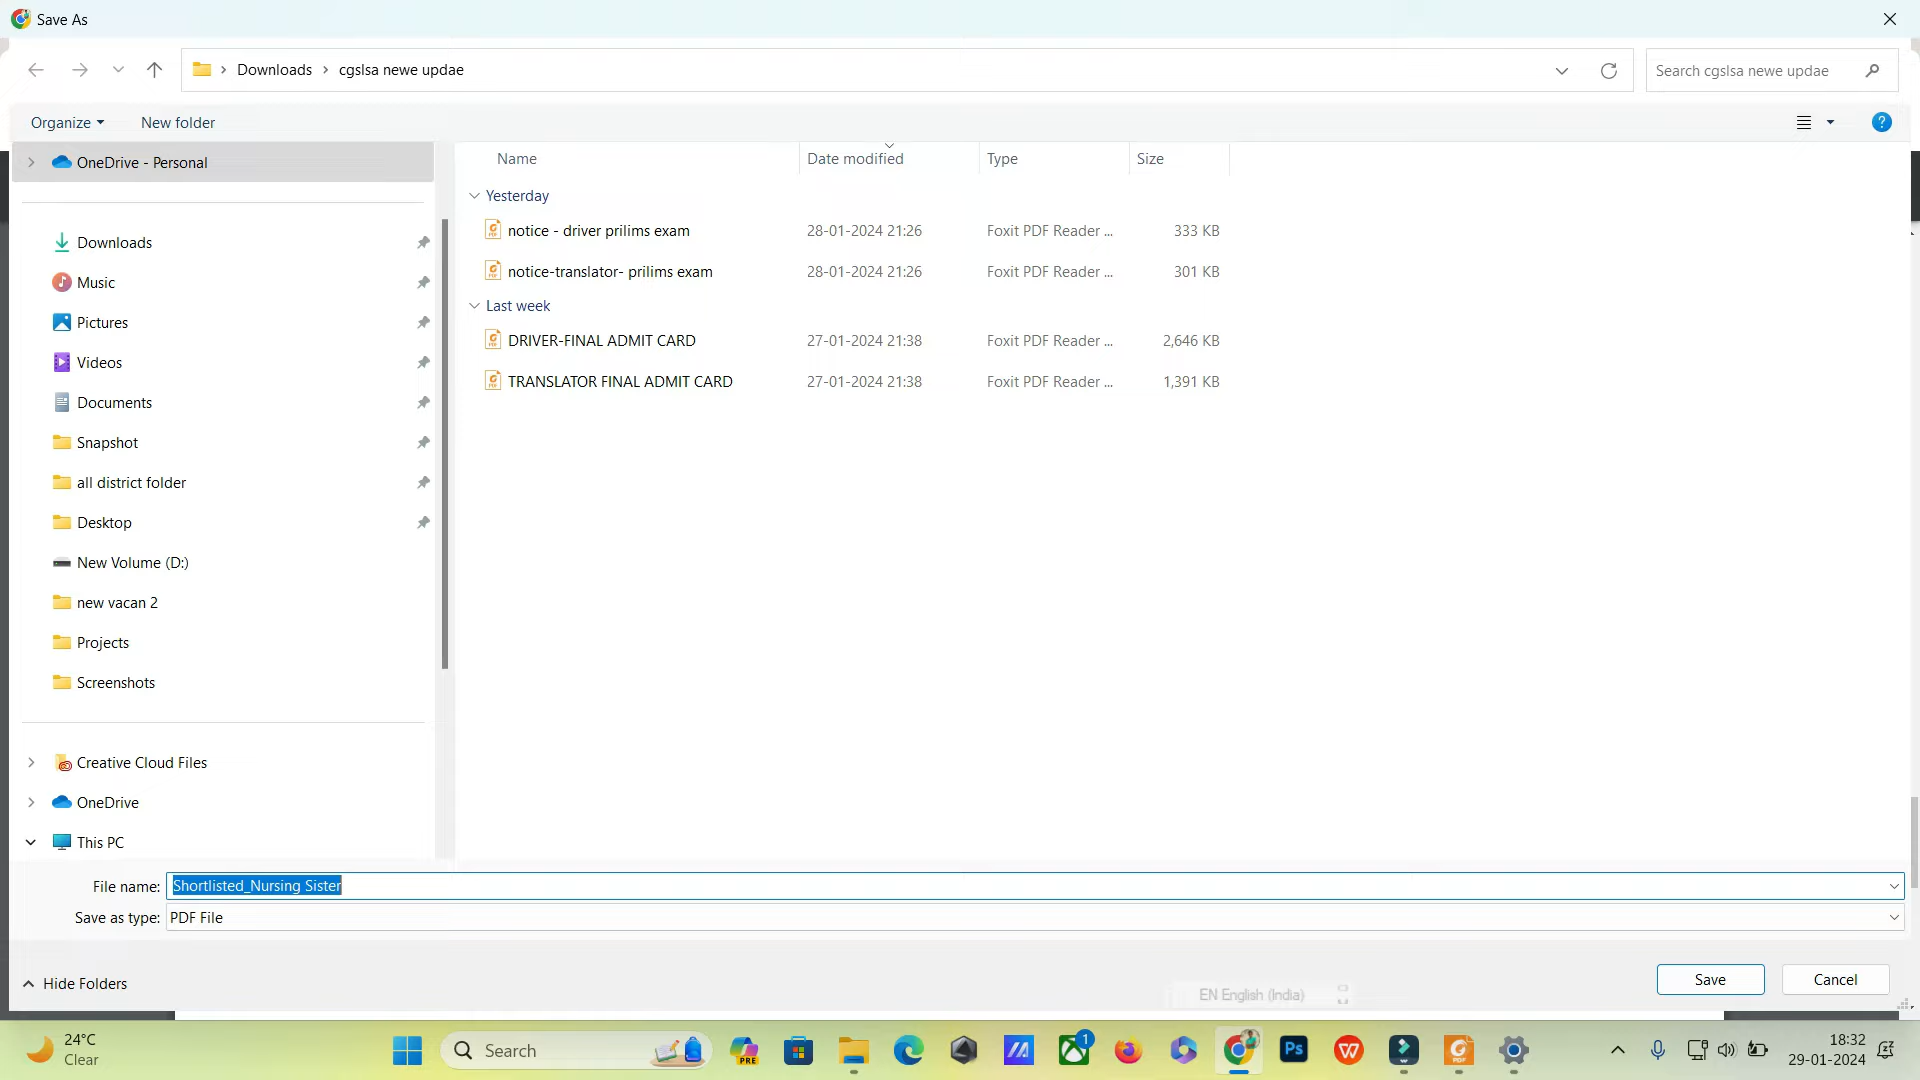 Save As
Downloads > cgslsa newe updae
Search cgslsa newe updae
Organize
New folder
OneDrive - Personal
Downloads
Music
Pictures
Videos
Documents
Snapshot
all district folder
Desktop
New Volume (D:)
new vacan 2
Projects
Screenshots
Creative Cloud Files
OneDrive
This PC
Name Date modified Type Size
Yesterday
notice - driver prilims exam 28-01-2024 21:26 Foxit PDF Reader ... 333 KB
notice-translator- prilims exam 28-01-2024 21:26 Foxit PDF Reader ... 301 KB
Last week
DRIVER-FINAL ADMIT CARD 27-01-2024 21:38 Foxit PDF Reader ... 2,646 KB
TRANSLATOR FINAL ADMIT CARD 27-01-2024 21:38 Foxit PDF Reader ... 1,391 KB
File name: Shortlisted_Nursing Sister
Save as type: PDF File
Hide Folders
EN English (India)
Save Cancel
24°C
Clear
Search
PRE
1
Ps
W
PDF
18:32
29-01-2024